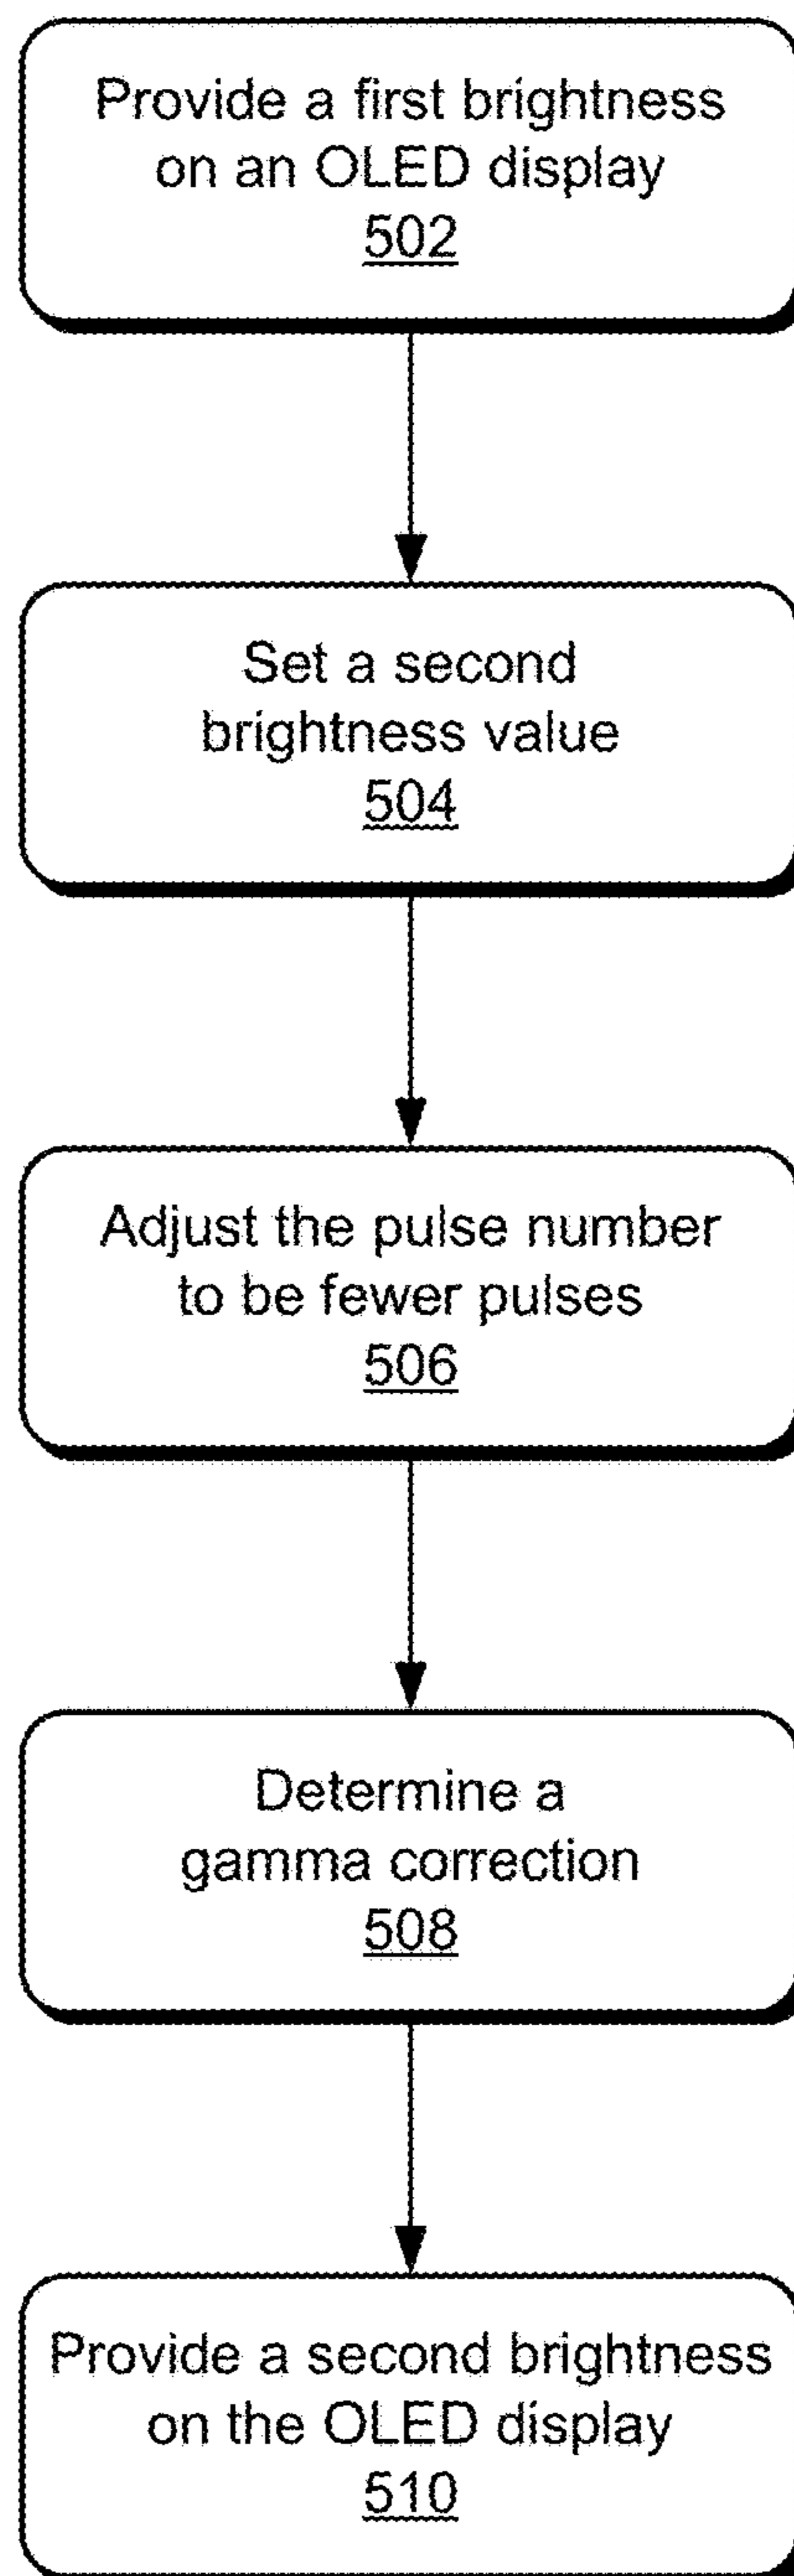 Provide a first brightness
on an OLED display
502
Set a second
brightness value
504
Adjust the pulse number
to be fewer pulses
506
Determine a
gamma correction
508
Provide a second brightness
on the OLED display
510